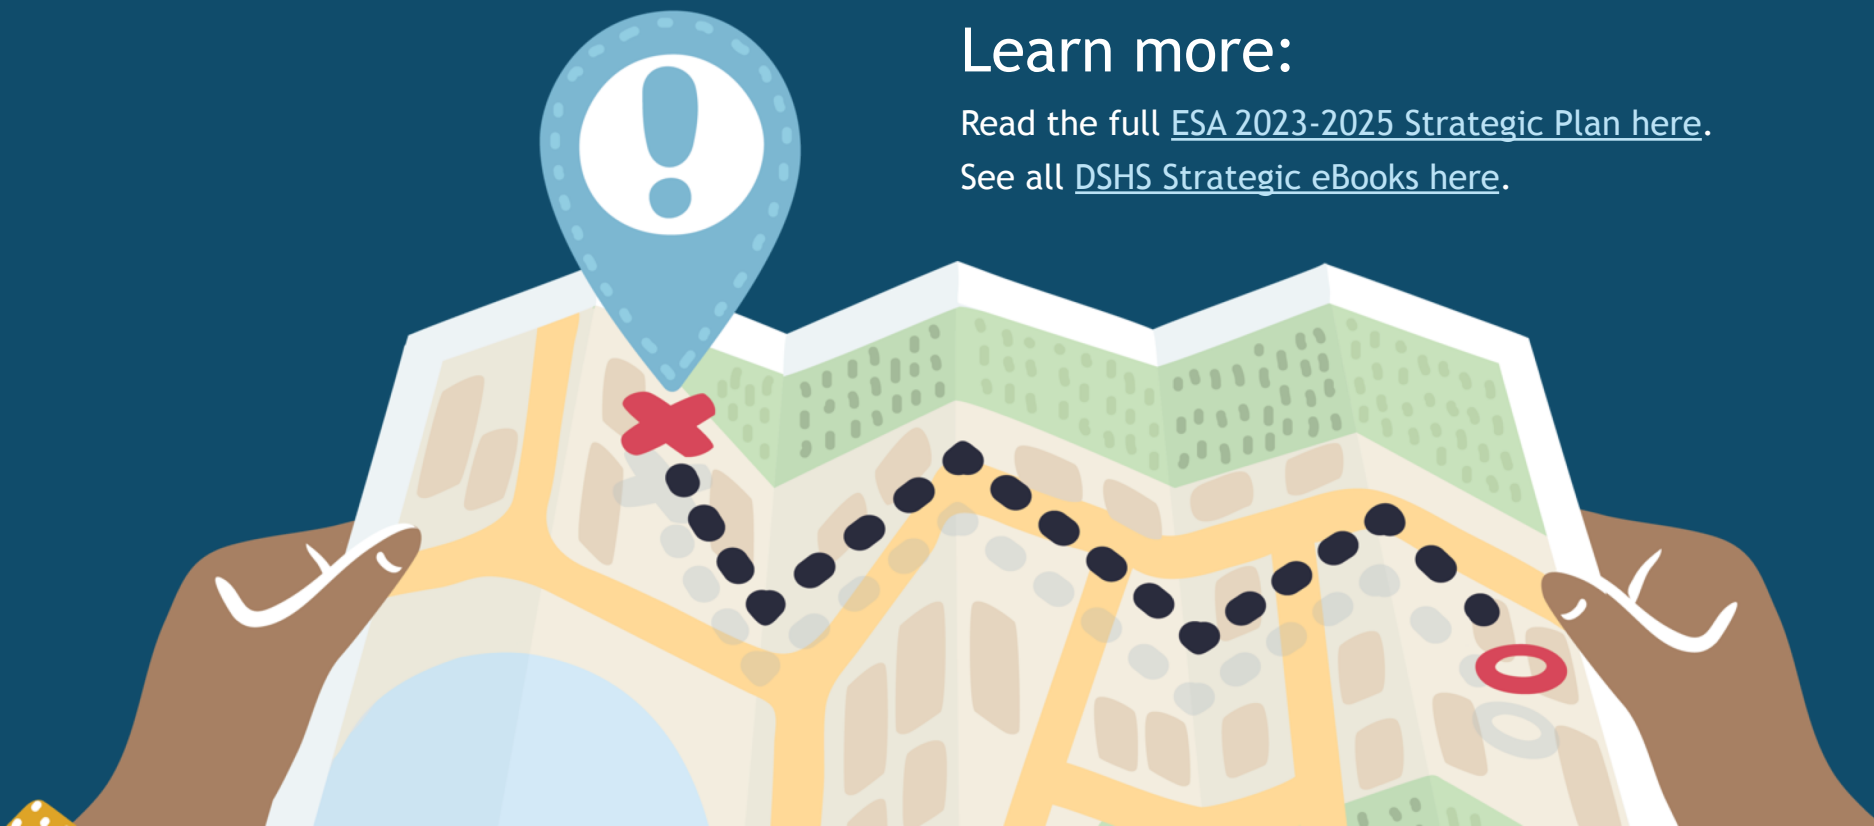 Learn more:
Read the full ESA 2023-2025 Strategic Plan here.
See all DSHS Strategic eBooks here.